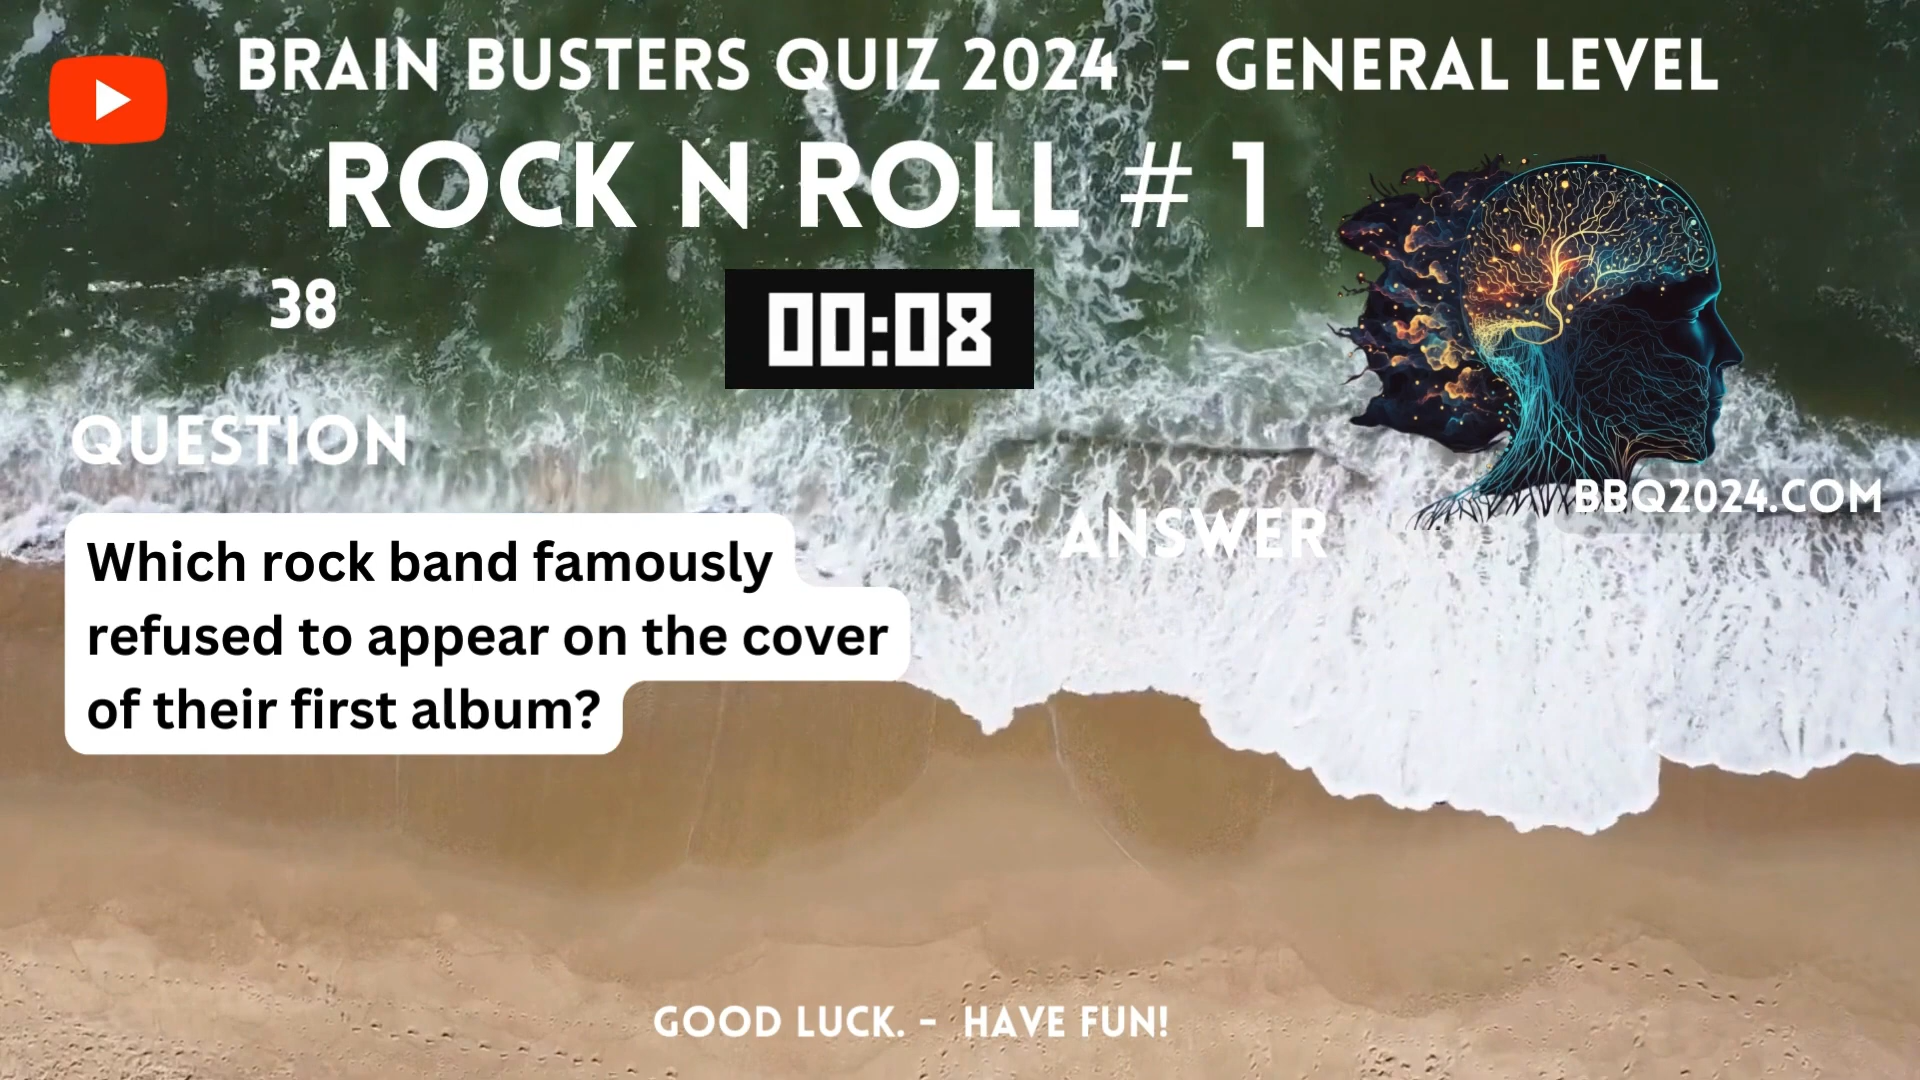 BRAIN BUSTERS QUIZ 2024 - GENERAL LEVEL
ROCK N ROLL # 1
38
00:08
QUESTION
BBQ2024.COM
ANSWER
Which rock band famously
refused to appear on the cover
of their first album?
GOOD LUCK. - HAVE FUN!